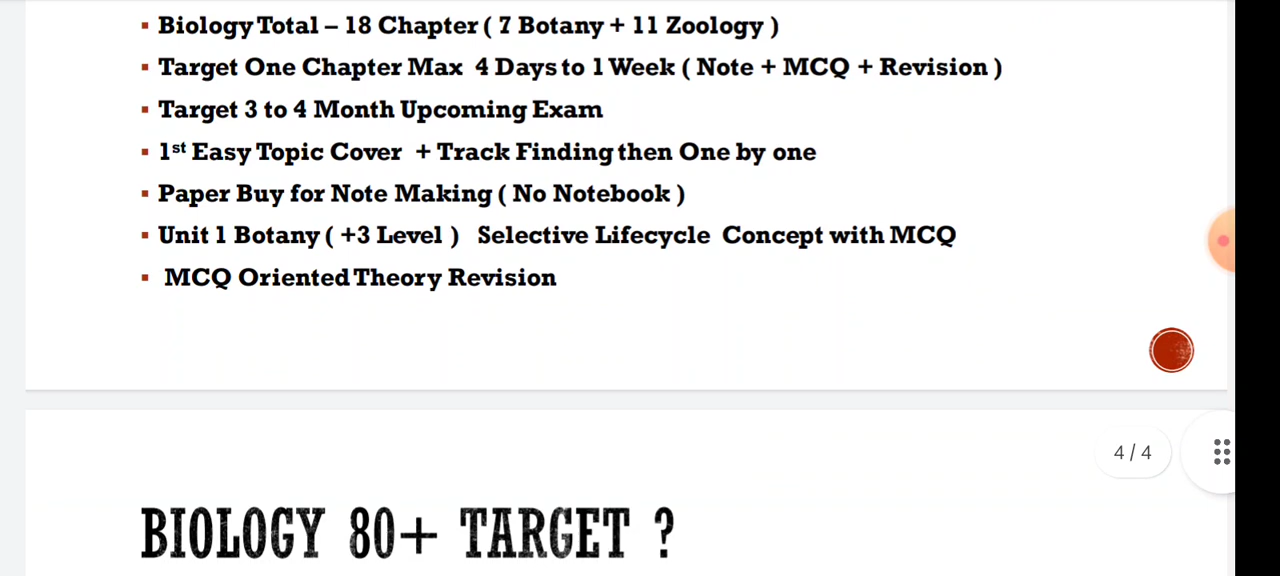 ▪ Biology Total – 18 Chapter ( 7 Botany + 11 Zoology )
▪ Target One Chapter Max 4 Days to 1 Week ( Note + MCQ + Revision )
▪ Target 3 to 4 Month Upcoming Exam
▪ 1st Easy Topic Cover + Track Finding then One by one
▪ Paper Buy for Note Making ( No Notebook )
▪ Unit 1 Botany ( +3 Level ) Selective Lifecycle Concept with MCQ
▪ MCQ Oriented Theory Revision
4 / 4
BIOLOGY 80+ TARGET ?